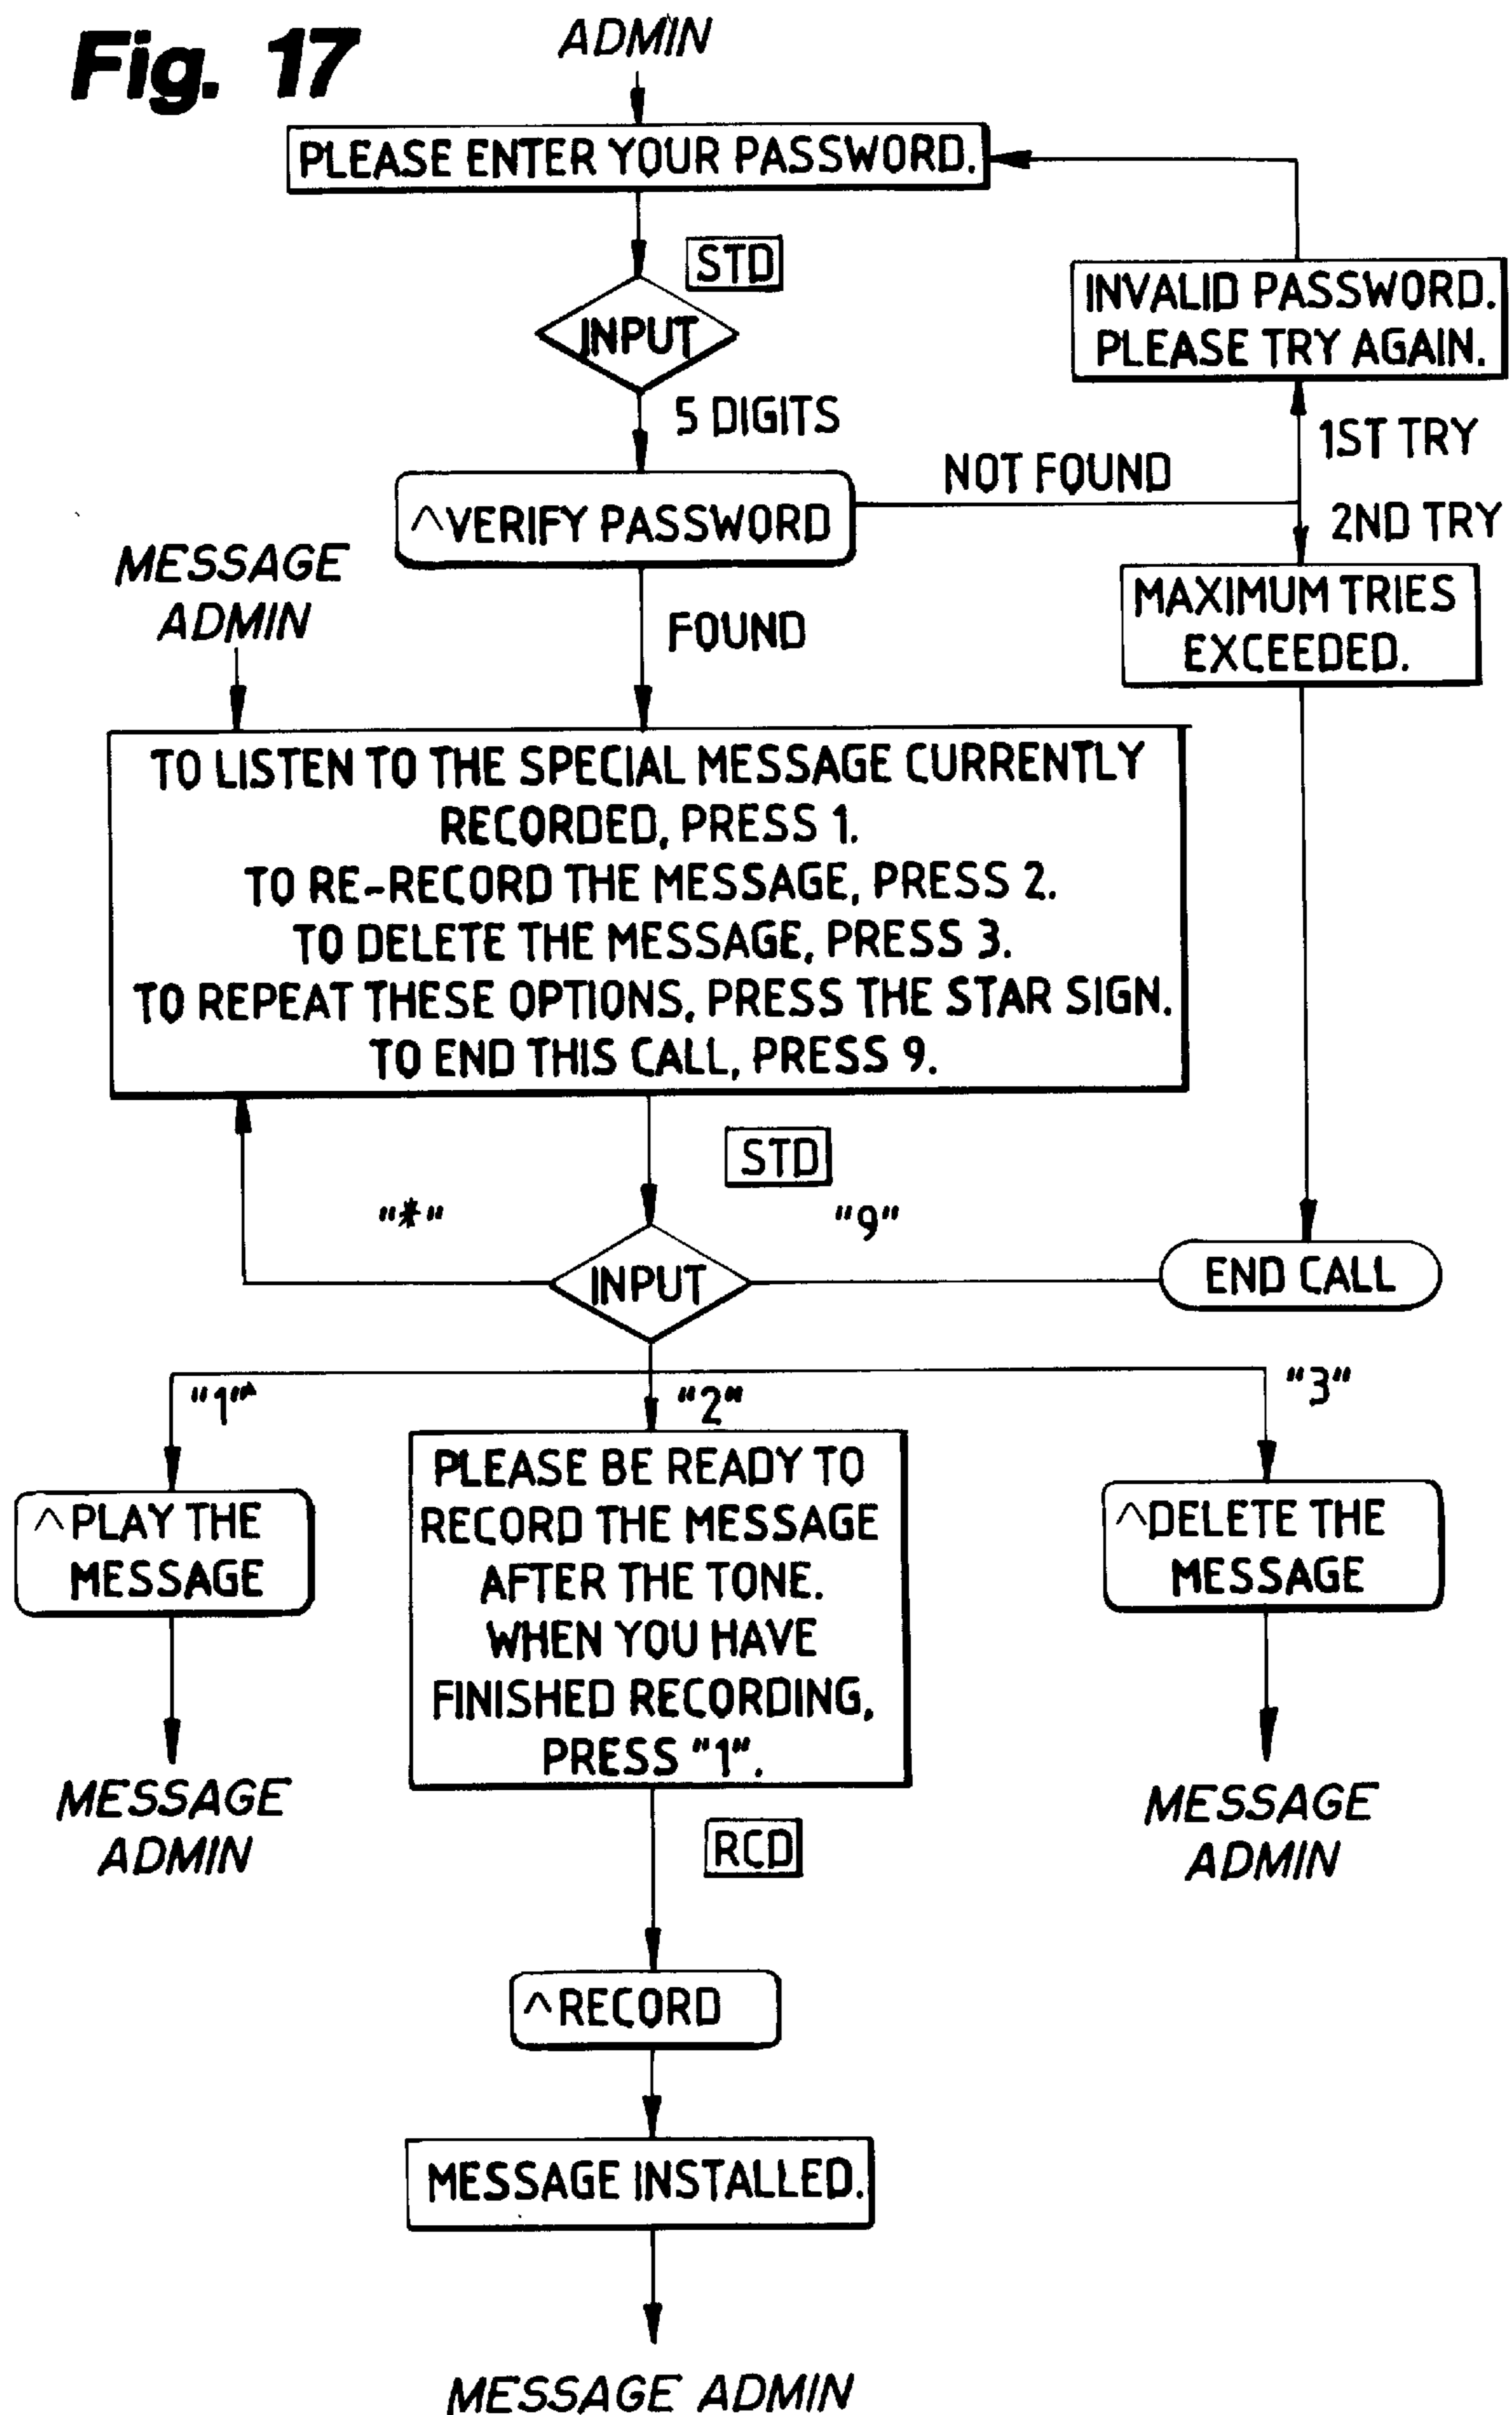 Fig. 17
ADMIN
PLEASE ENTER YOUR PASSWORD.
STD
INPUT
INVALID PASSWORD.
PLEASE TRY AGAIN.
5 DIGITS
1ST TRY
NOT FOUND
^VERIFY PASSWORD
2ND TRY
MESSAGE
ADMIN
FOUND
MAXIMUM TRIES
EXCEEDED.
TO LISTEN TO THE SPECIAL MESSAGE CURRENTLY
RECORDED, PRESS 1.
TO RE-RECORD THE MESSAGE, PRESS 2.
TO DELETE THE MESSAGE, PRESS 3.
TO REPEAT THESE OPTIONS, PRESS THE STAR SIGN.
TO END THIS CALL, PRESS 9.
STD
"*"
"9"
INPUT
END CALL
"1"
"2"
"3"
^PLAY THE
MESSAGE
PLEASE BE READY TO
RECORD THE MESSAGE
AFTER THE TONE.
WHEN YOU HAVE
FINISHED RECORDING,
PRESS "1".
^DELETE THE
MESSAGE
MESSAGE
ADMIN
MESSAGE
ADMIN
RCD
^RECORD
MESSAGE INSTALLED.
MESSAGE ADMIN